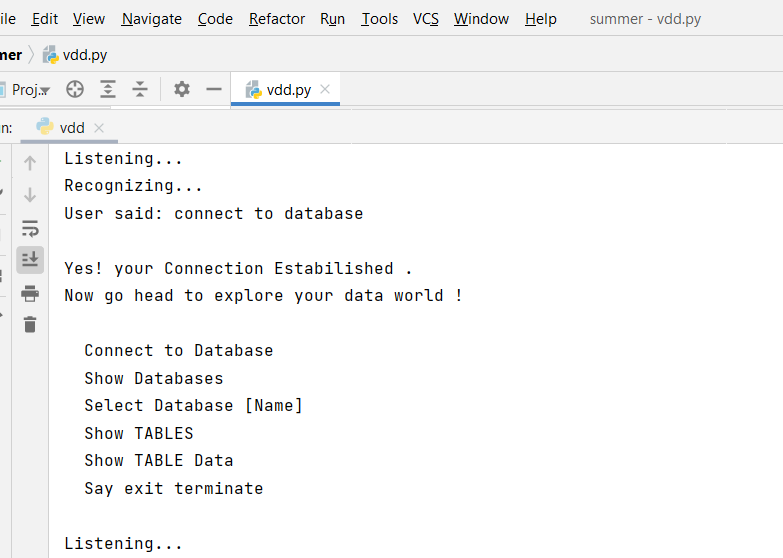 ile Edit View Navigate Code Refactor Run Tools VCS Window Help summer - vdd.py
mer vdd.py
Proj.. vdd.py
n: vdd
Listening...
Recognizing...
User said: connect to database
Yes! your Connection Estabilished .
Now go head to explore your data world !
Connect to Database
Show Databases
Select Database [Name]
Show TABLES
Show TABLE Data
Say exit terminate
Listening...